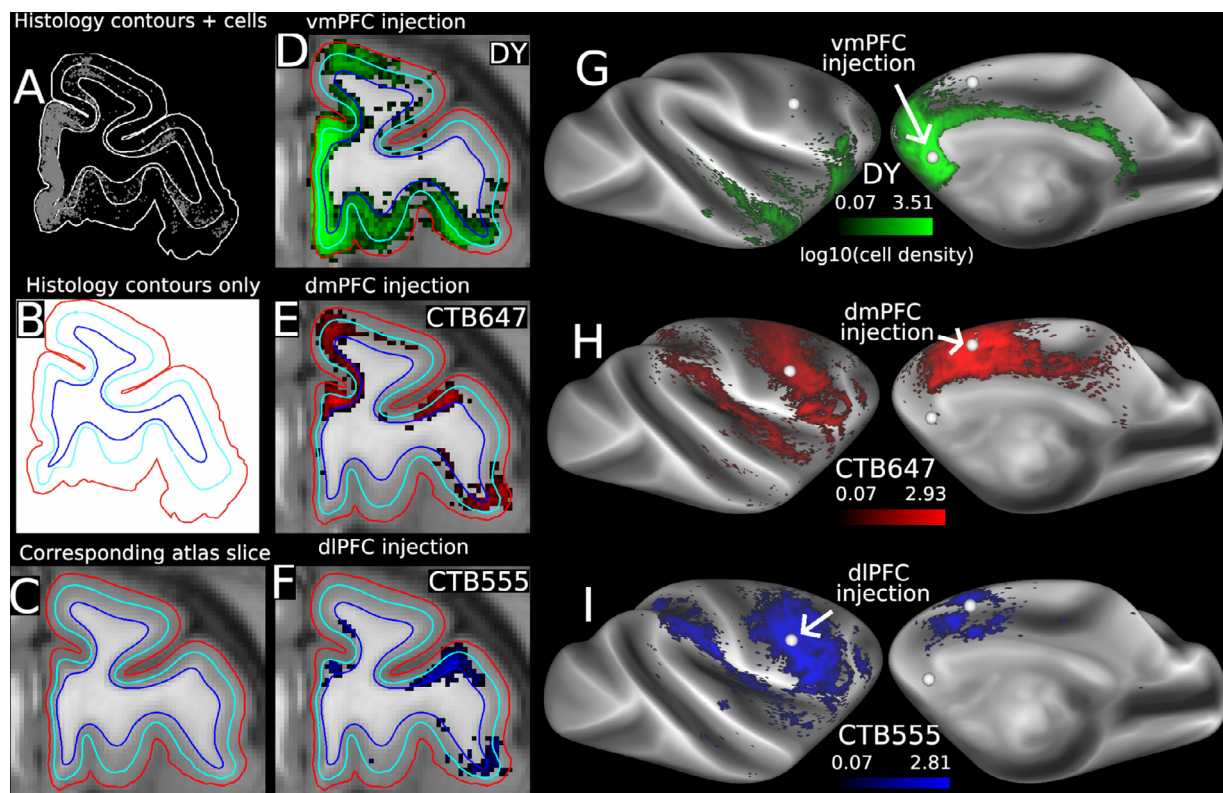 Histology contours + cells
A
Histology contours only
B
Corresponding atlas slice
C
vmPFC injection
D
DY
dmPFC injection
E
CTB647
dlPFC injection
F
CTB555
G
vmPFC
injection
DY
0.07 3.51
log10(cell density)
H
dmPFC
injection
CTB647
0.07 2.93
I
dlPFC
injection
CTB555
0.07 2.81